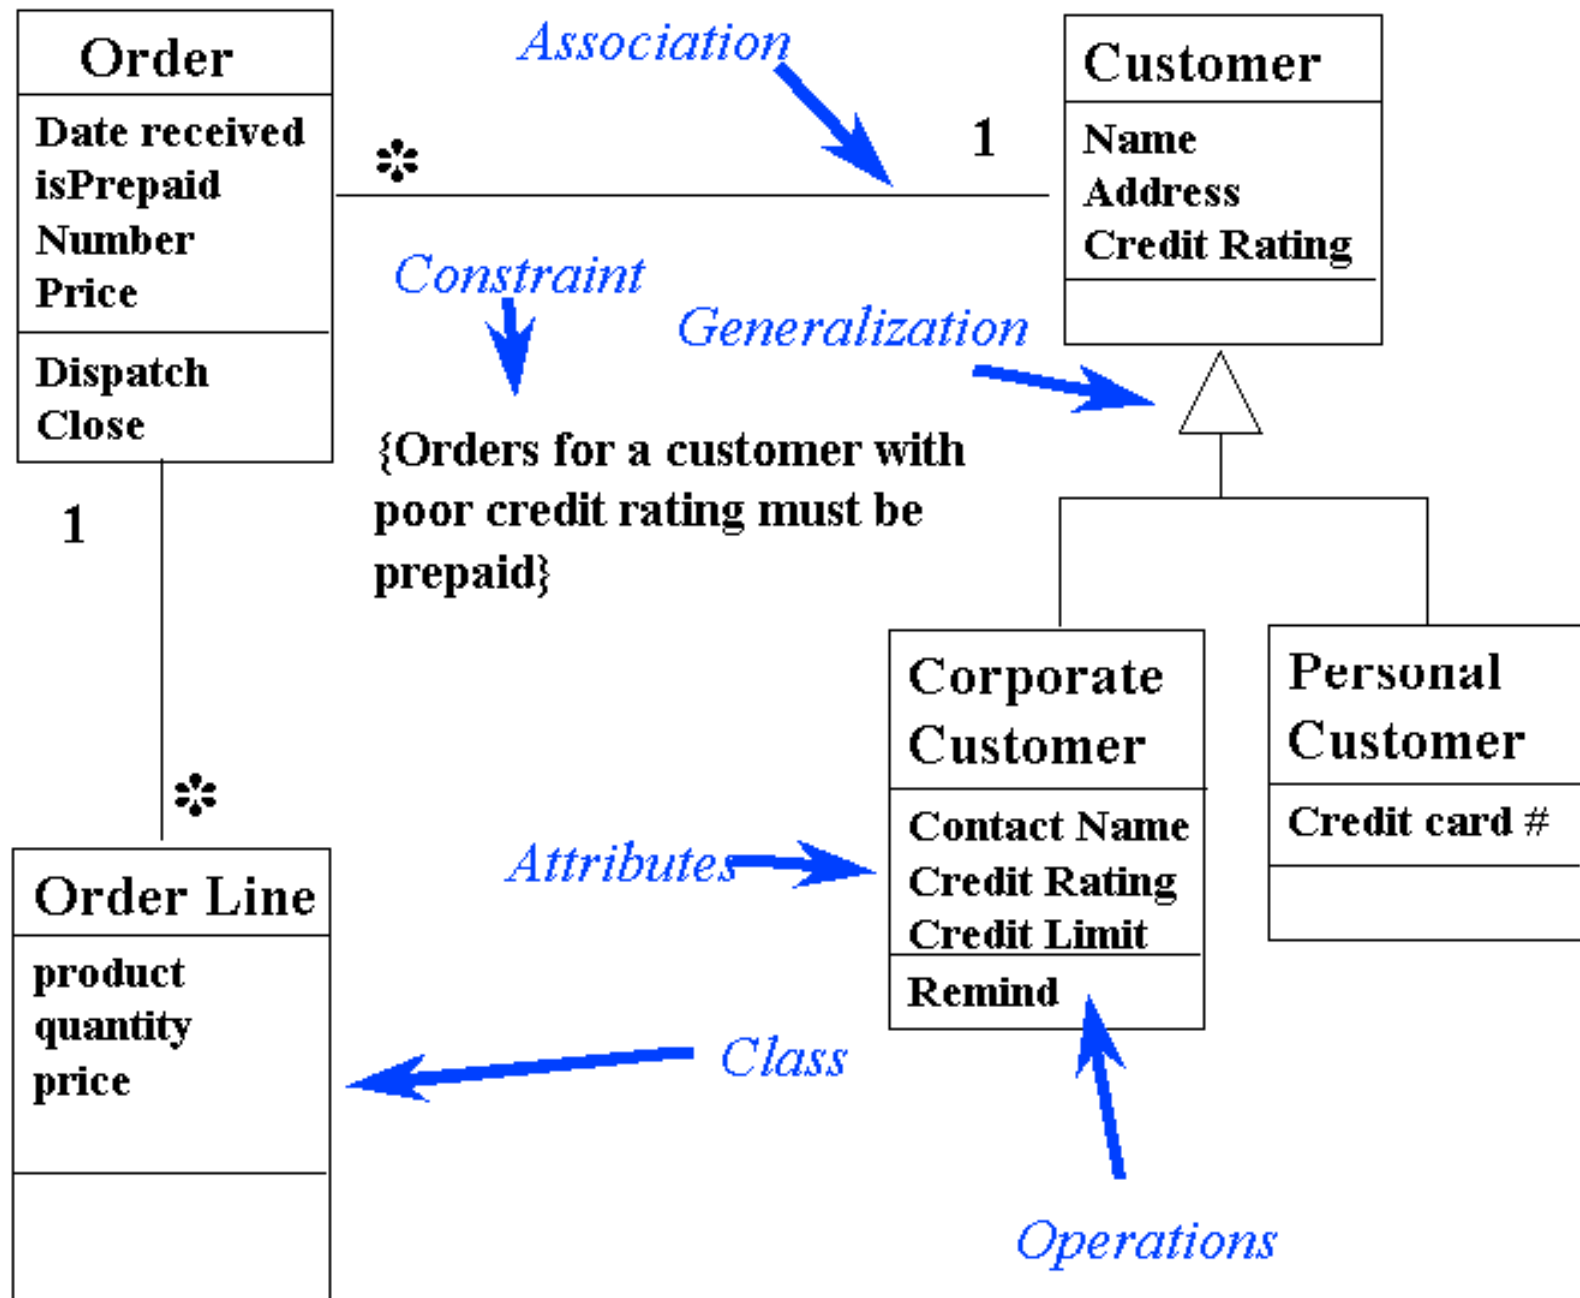 Order
Date received
isPrepaid
Number
Price
Dispatch
Close
Association
*
1
Customer
Name
Address
Credit Rating
Constraint
{Orders for a customer with
poor credit rating must be
prepaid}
Generalization
1
*
Order Line
product
quantity
price
Corporate
Customer
Contact Name
Credit Rating
Credit Limit
Remind
Personal
Customer
Credit card #
Attributes
Class
Operations